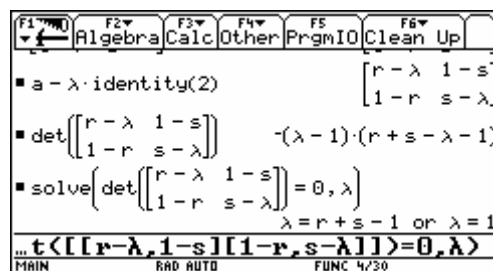 F1 F2 Algebra F3 Calc F4 Other F5 PrgmIO F6 Clean Up
▪ a − λ·identity(2) [r − λ 1 − s]
[1 − r s − λ]
▪ det([r − λ 1 − s]
[1 − r s − λ]) -(λ − 1)·(r + s − λ − 1)
▪ solve(det([r − λ 1 − s]
[1 − r s − λ]) = 0, λ)
λ = r + s − 1 or λ = 1
…t([[r-λ,1-s][1-r,s-λ]])=0,λ)
MAIN RAD AUTO FUNC 4/30